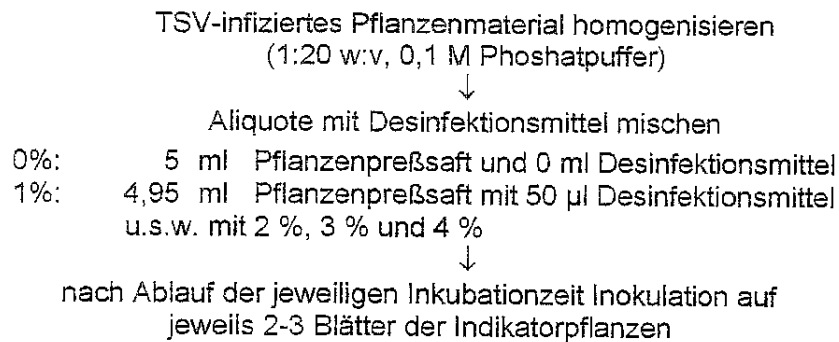 TSV-infiziertes Pflanzenmaterial homogenisieren
(1:20 w:v, 0,1 M Phoshatpuffer)
↓
Aliquote mit Desinfektionsmittel mischen
0%: 5 ml Pflanzenpreßsaft und 0 ml Desinfektionsmittel
1%: 4,95 ml Pflanzenpreßsaft mit 50 µl Desinfektionsmittel
u.s.w. mit 2 %, 3 % und 4 %
↓
nach Ablauf der jeweiligen Inkubationzeit Inokulation auf
jeweils 2-3 Blätter der Indikatorpflanzen